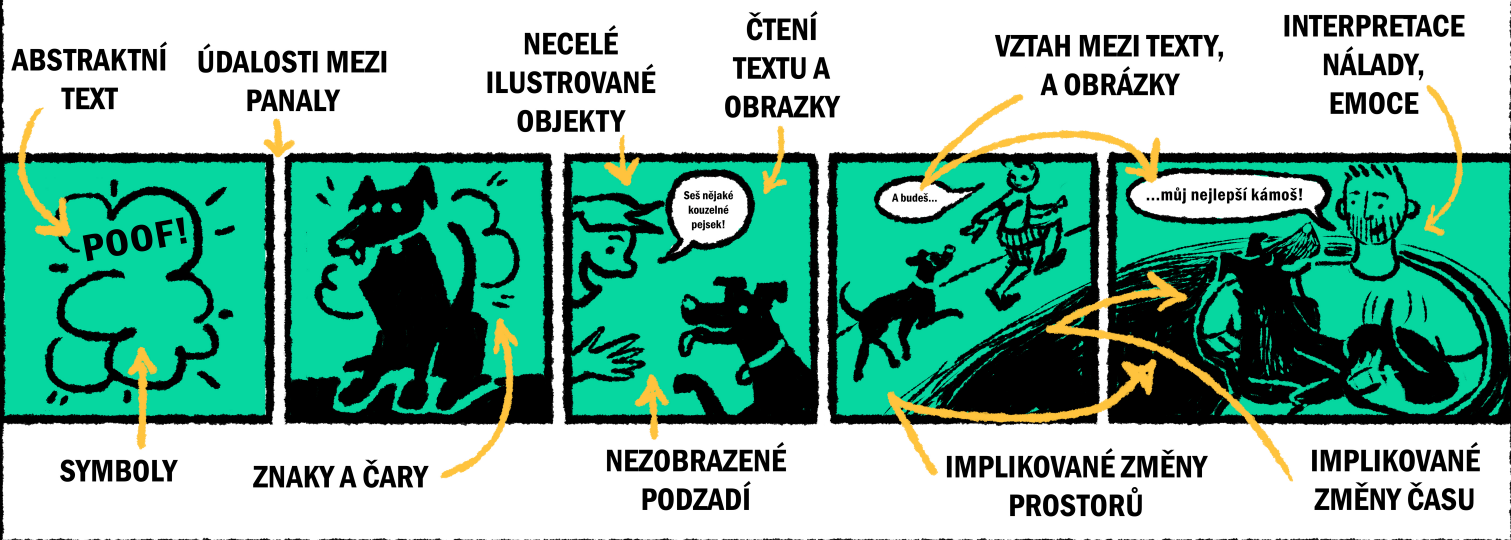 ABSTRAKTNÍ
TEXT
ÚDALOSTI MEZI
PANALY
NECELÉ
ILUSTROVANÉ
OBJEKTY
ČTENÍ
TEXTU A
OBRAZKY
VZTAH MEZI TEXTY,
A OBRÁZKY
INTERPRETACE
NÁLADY,
EMOCE
POOF!
Seš nějaké
kouzelné
pejsek!
A budeš...
...můj nejlepší kámoš!
SYMBOLY
ZNAKY A ČARY
NEZOBRAZENÉ
PODZADÍ
IMPLIKOVANÉ ZMĚNY
PROSTORŮ
IMPLIKOVANÉ
ZMĚNY ČASU